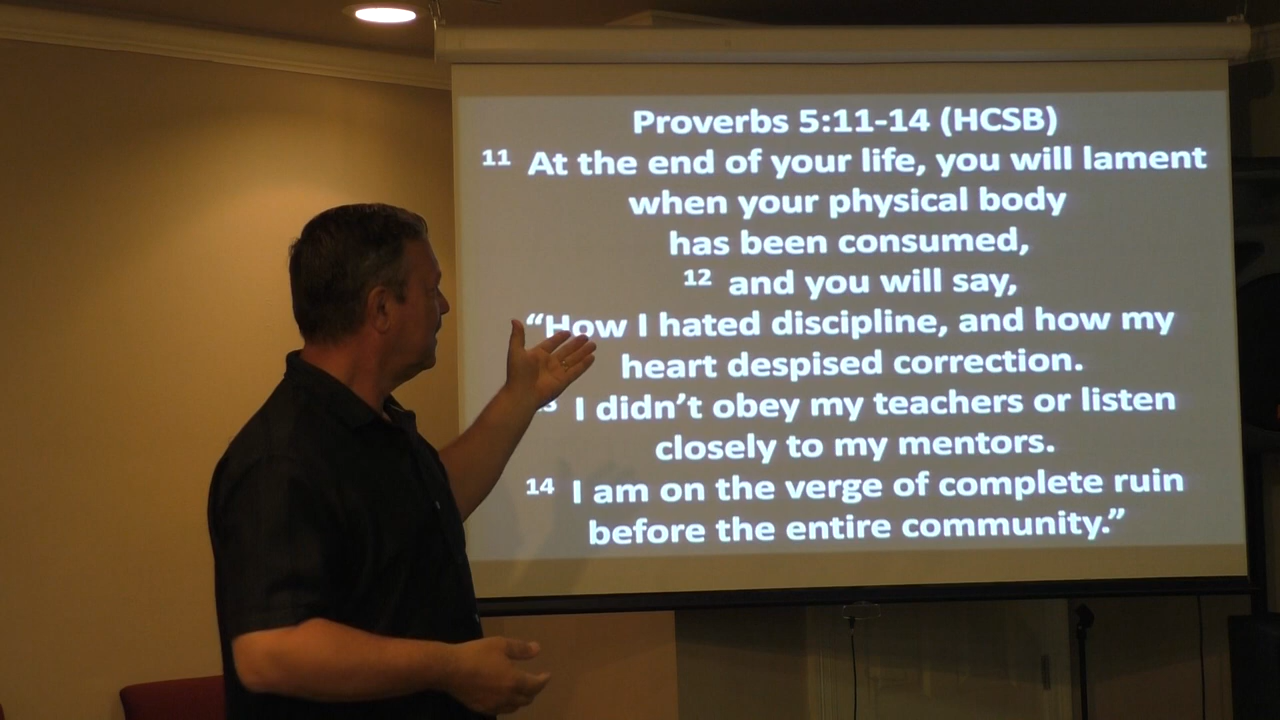 Proverbs 5:11-14 (HCSB)
11 At the end of your life, you will lament
when your physical body
has been consumed,
12 and you will say,
“How I hated discipline, and how my
heart despised correction.
I didn’t obey my teachers or listen
closely to my mentors.
14 I am on the verge of complete ruin
before the entire community.”